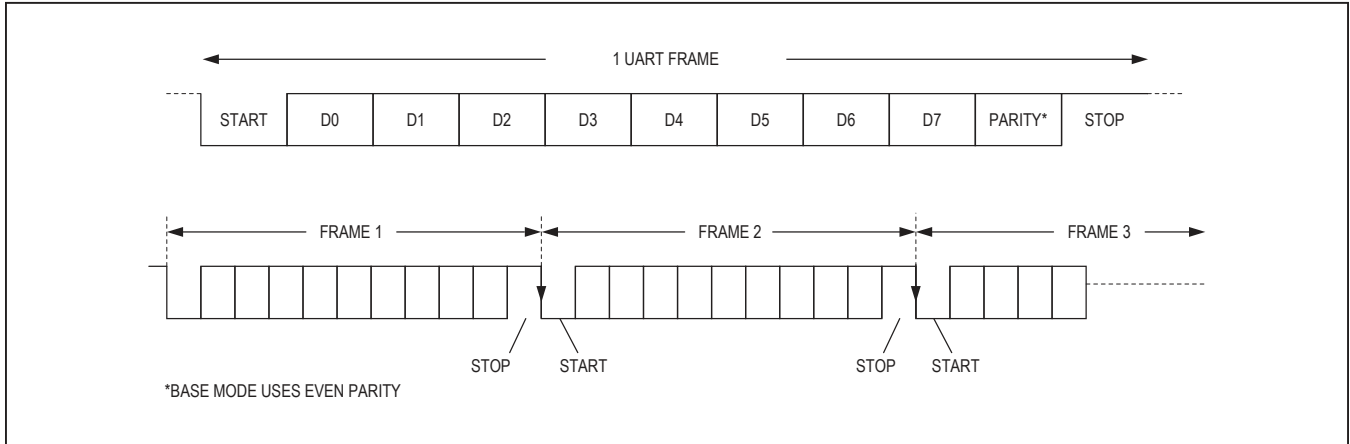 1 UART FRAME
START D0 D1 D2 D3 D4 D5 D6 D7 PARITY* STOP
FRAME 1 FRAME 2 FRAME 3
STOP START STOP START
*BASE MODE USES EVEN PARITY